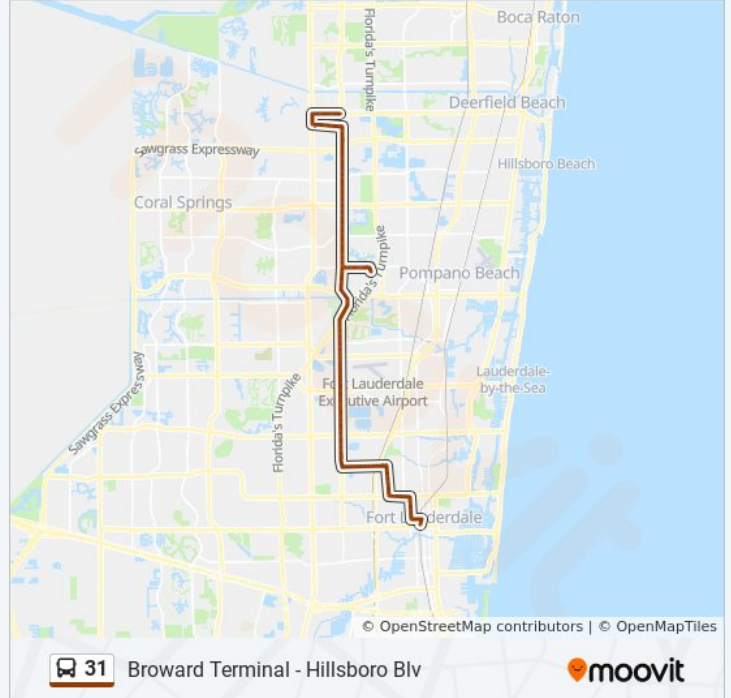 Boca Raton
Florida's Turnpike
Deerfield Beach
Sawgrass Expressway
Hillsboro Beach
Coral Springs
Florida's Turnpike
Pompano Beach
Lauderdale-
by-the-Sea
Fort Lauderdale
Executive Airport
Sawgrass Expressway
Florida's Turnpike
Fort Lauderdale
© OpenStreetMap contributors | © OpenMapTiles
31 Broward Terminal - Hillsboro Blv
moovit